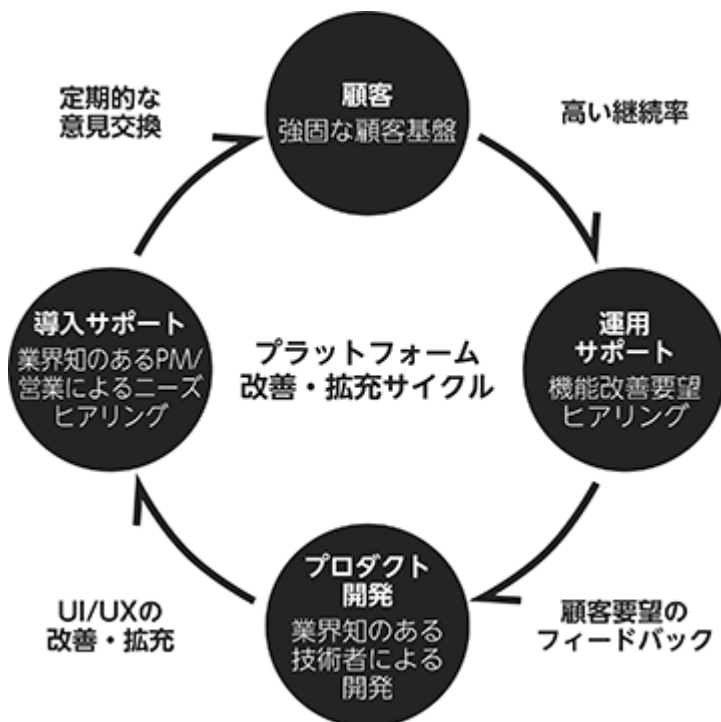 定期的な
意見交換
顧客
強固な顧客基盤
高い継続率
導入サポート
業界知のあるPM/
営業によるニーズ
ヒアリング
プラットフォーム
改善・拡充サイクル
運用
サポート
機能改善要望
ヒアリング
UI/UXの
改善・拡充
プロダクト
開発
業界知のある
技術者による
開発
顧客要望の
フィードバック